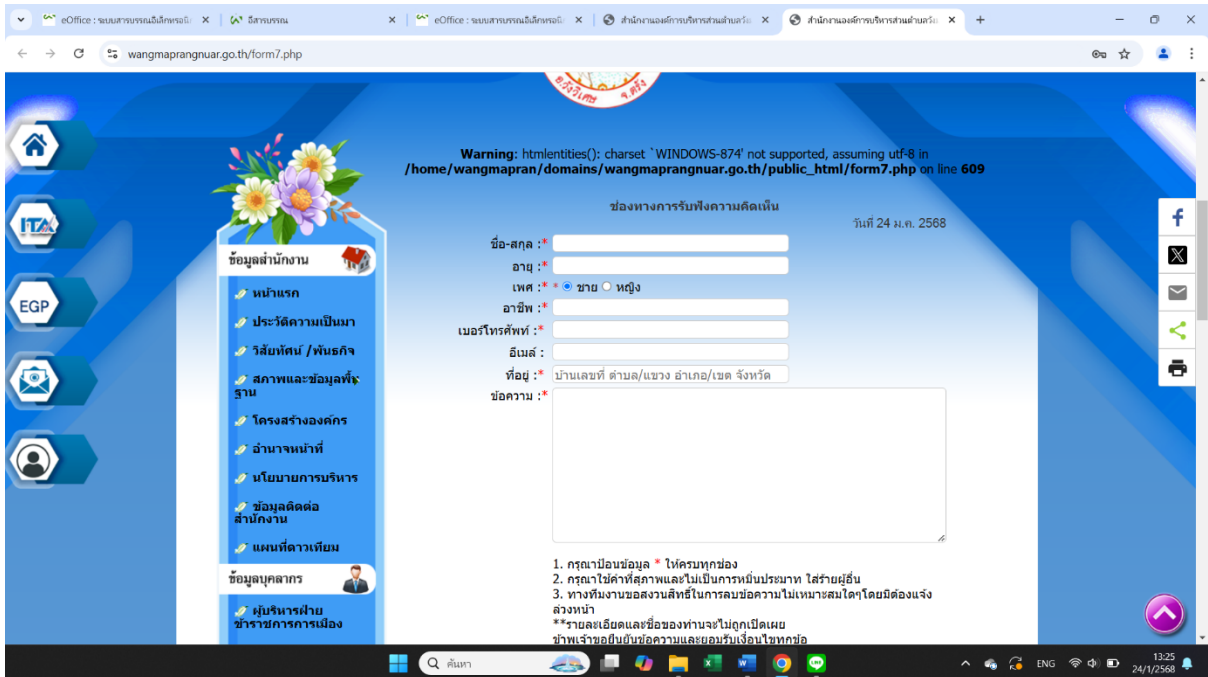 eOffice : ระบบสารบรรณอิเล็กทรอนิ
อีสารบรรณ
eOffice : ระบบสารบรรณอิเล็กทรอนิ
สำนักงานองค์การบริหารส่วนตำบลวัง
สำนักงานองค์การบริหารส่วนตำบลวัง
wangmaprangnuar.go.th/form7.php
อ.วังวิเศษ จ.ตรัง
Warning: htmlentities(): charset `WINDOWS-874' not supported, assuming utf-8 in
/home/wangmapran/domains/wangmaprangnuar.go.th/public_html/form7.php on line 609
ช่องทางการรับฟังความคิดเห็น
วันที่ 24 ม.ค. 2568
ชื่อ-สกุล :*
อายุ :*
เพศ :* * ชาย หญิง
อาชีพ :*
เบอร์โทรศัพท์ :*
อีเมล์ :
ที่อยู่ :* บ้านเลขที่ ตำบล/แขวง อำเภอ/เขต จังหวัด
ข้อความ :*
1. กรุณาป้อนข้อมูล * ให้ครบทุกช่อง
2. กรุณาใช้คำที่สุภาพและไม่เป็นการหมิ่นประมาท ใส่ร้ายผู้อื่น
3. ทางทีมงานขอสงวนสิทธิ์ในการลบข้อความไม่เหมาะสมใดๆโดยมิต้องแจ้ง
ล่วงหน้า
**รายละเอียดและชื่อของท่านจะไม่ถูกเปิดเผย
ข้าพเจ้าขอยืนยันข้อความและยอมรับเงื่อนไขทุกข้อ
ITA
EGP
ข้อมูลสำนักงาน
หน้าแรก
ประวัติความเป็นมา
วิสัยทัศน์ /พันธกิจ
สภาพและข้อมูลพื้น
ฐาน
โครงสร้างองค์กร
อำนาจหน้าที่
นโยบายการบริหาร
ข้อมูลติดต่อ
สำนักงาน
แผนที่ดาวเทียม
ข้อมูลบุคลากร
ผู้บริหารฝ่าย
ข้าราชการการเมือง
ค้นหา
ENG
13:25
24/1/2568